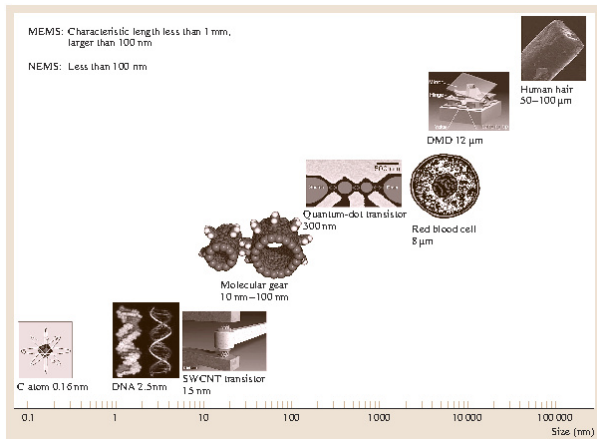 MEMS: Characteristic length less than 1 mm,
larger than 100 nm
NEMS: Less than 100 nm
Human hair
50–100 µm
DMD 12 µm
500 nm
Quantum-dot transistor
300 nm
Red blood cell
8 µm
Molecular gear
10 nm–100 nm
C atom 0.16 nm
DNA 2.5 nm
SWCNT transistor
15 nm
0.1 1 10 100 1000 10 000 100 000
Size (nm)